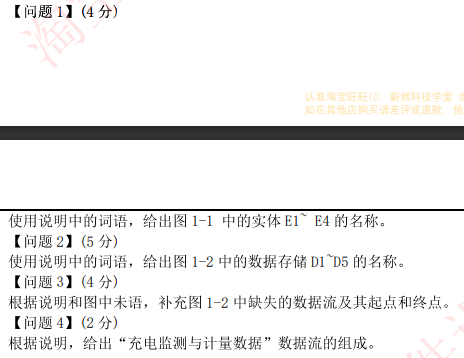 【问题 1】(4 分)
认准淘宝旺旺ID：蔚然科技学堂
如在其他店购买请差评或退款，他
使用说明中的词语，给出图 1-1 中的实体 E1~ E4 的名称。
【问题 2】(5 分)
使用说明中的词语，给出图 1-2 中的数据存储 D1~D5 的名称。
【问题 3】(4 分)
根据说明和图中未语，补充图 1-2 中缺失的数据流及其起点和终点。
【问题 4】(2 分)
根据说明，给出“充电监测与计量数据”数据流的组成。